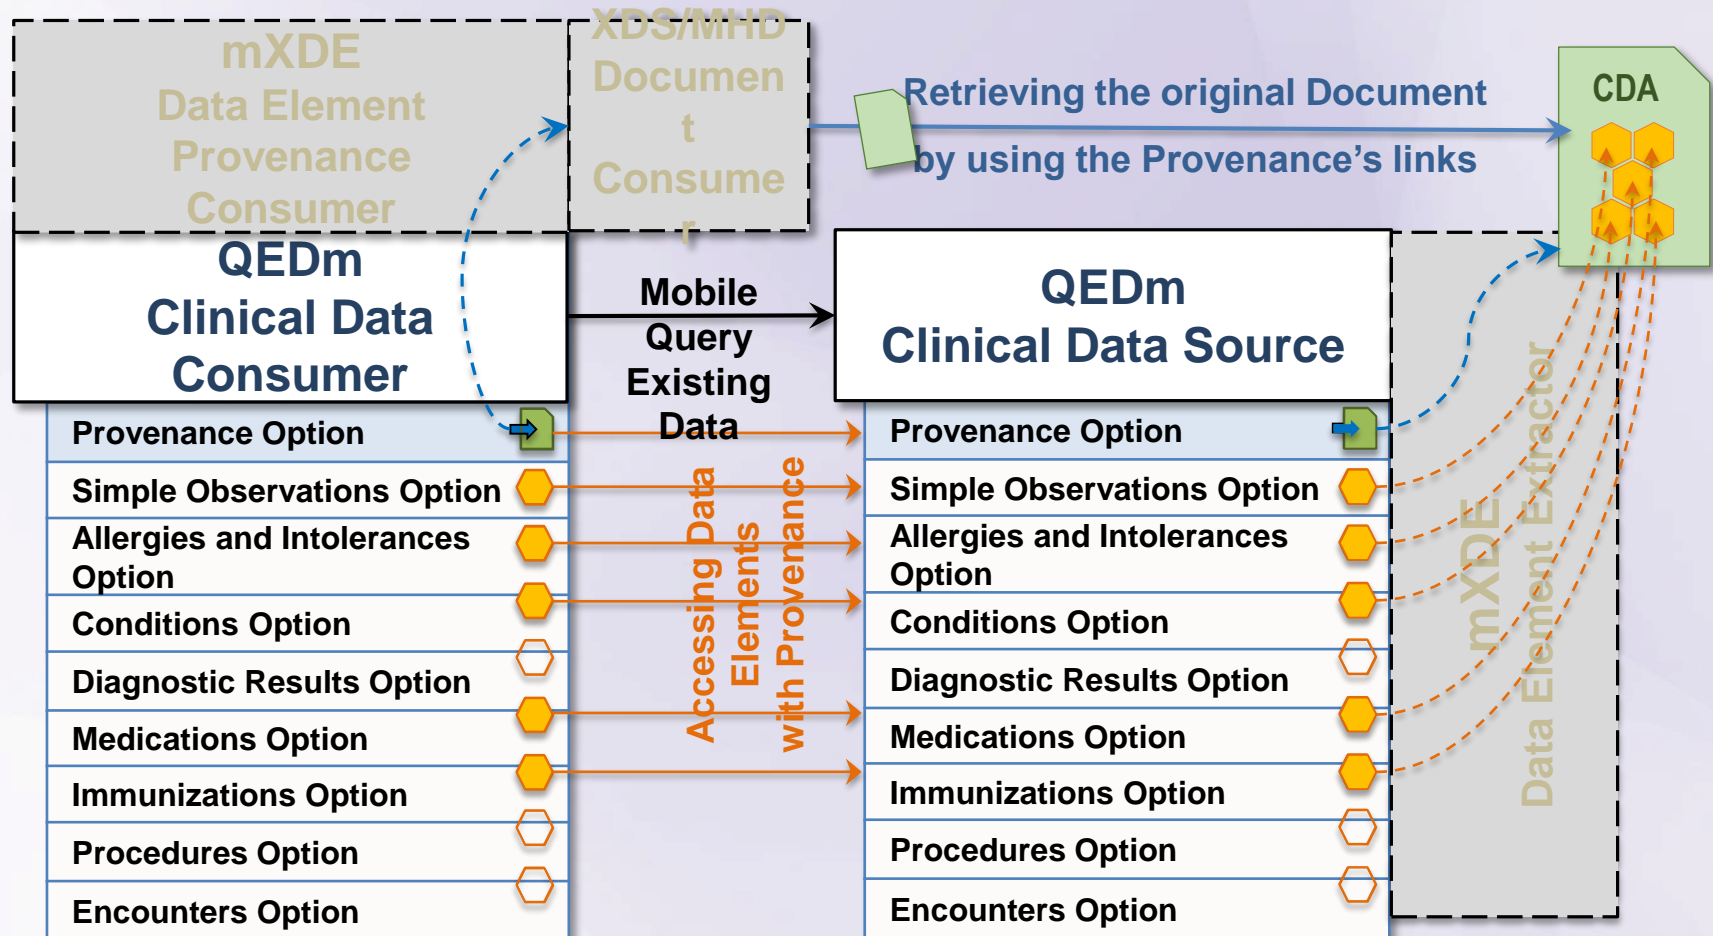 mXDE
Data Element
Provenance
Consumer
XDS/MHD
Documen
t
Consume
r
Retrieving the original Document
by using the Provenance’s links
CDA
QEDm
Clinical Data
Consumer
Mobile
Query
Existing
Data
QEDm
Clinical Data Source
Provenance Option
Simple Observations Option
Allergies and Intolerances
Option
Conditions Option
Diagnostic Results Option
Medications Option
Immunizations Option
Procedures Option
Encounters Option
Accessing Data
Elements
with Provenance
Provenance Option
Simple Observations Option
Allergies and Intolerances
Option
Conditions Option
Diagnostic Results Option
Medications Option
Immunizations Option
Procedures Option
Encounters Option
mXDE
Data Element Extractor